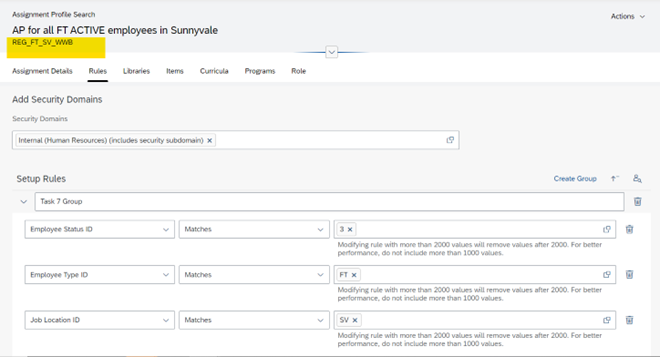 Assignment Profile Search
Actions
AP for all FT ACTIVE employees in Sunnyvale
REG_FT_SV_WWB
Assignment Details Rules Libraries Items Curricula Programs Role
Add Security Domains
Security Domains
Internal (Human Resources) (includes security subdomain) ×
Setup Rules Create Group
Task 7 Group
Employee Status ID Matches 3 ×
Modifying rule with more than 2000 values will remove values after 2000. For better
performance, do not include more than 1000 values.
Employee Type ID Matches FT ×
Modifying rule with more than 2000 values will remove values after 2000. For better
performance, do not include more than 1000 values.
Job Location ID Matches SV ×
Modifying rule with more than 2000 values will remove values after 2000. For better
performance, do not include more than 1000 values.